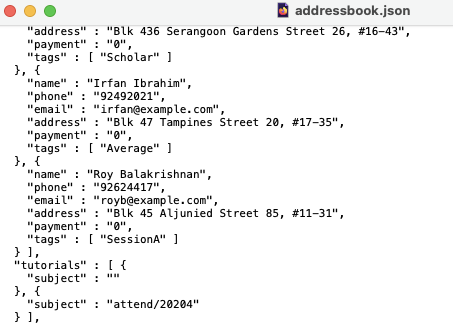 addressbook.json
"address" : "Blk 436 Serangoon Gardens Street 26, #16-43",
"payment" : "0",
"tags" : [ "Scholar" ]
}, {
"name" : "Irfan Ibrahim",
"phone" : "92492021",
"email" : "irfan@example.com",
"address" : "Blk 47 Tampines Street 20, #17-35",
"payment" : "0",
"tags" : [ "Average" ]
}, {
"name" : "Roy Balakrishnan",
"phone" : "92624417",
"email" : "royb@example.com",
"address" : "Blk 45 Aljunied Street 85, #11-31",
"payment" : "0",
"tags" : [ "SessionA" ]
} ],
"tutorials" : [ {
"subject" : ""
}, {
"subject" : "attend/20204"
} ],